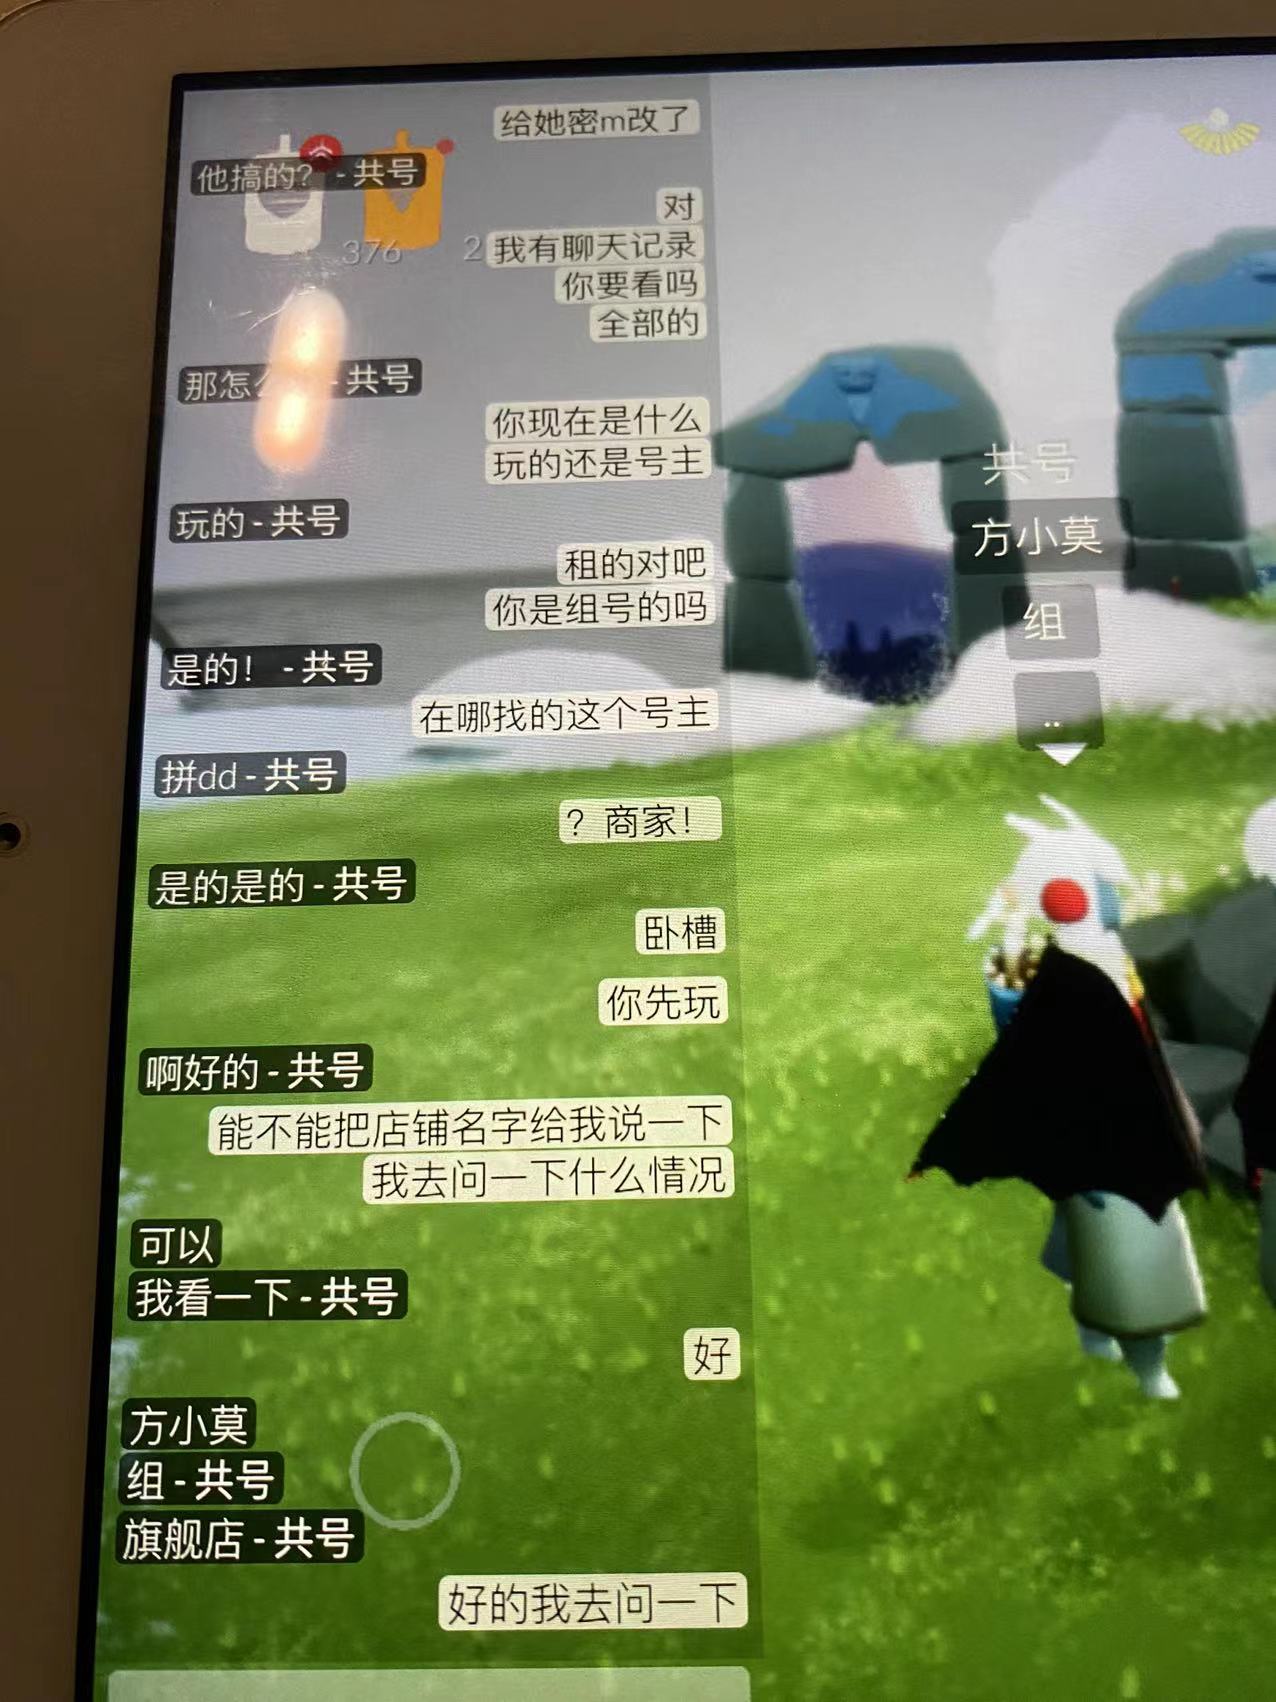 给她密m改了
他搞的？ - 共号
对
376
2
我有聊天记录
你要看吗
全部的
那怎 - 共号
你现在是什么
玩的还是号主
玩的 - 共号
租的对吧
你是组号的吗
是的！ - 共号
在哪找的这个号主
拼dd - 共号
？商家！
是的是的 - 共号
卧槽
你先玩
啊好的 - 共号
能不能把店铺名字给我说一下
我去问一下什么情况
可以
我看一下 - 共号
好
方小莫
组 - 共号
旗舰店 - 共号
好的我去问一下
共号
方小莫
组
..